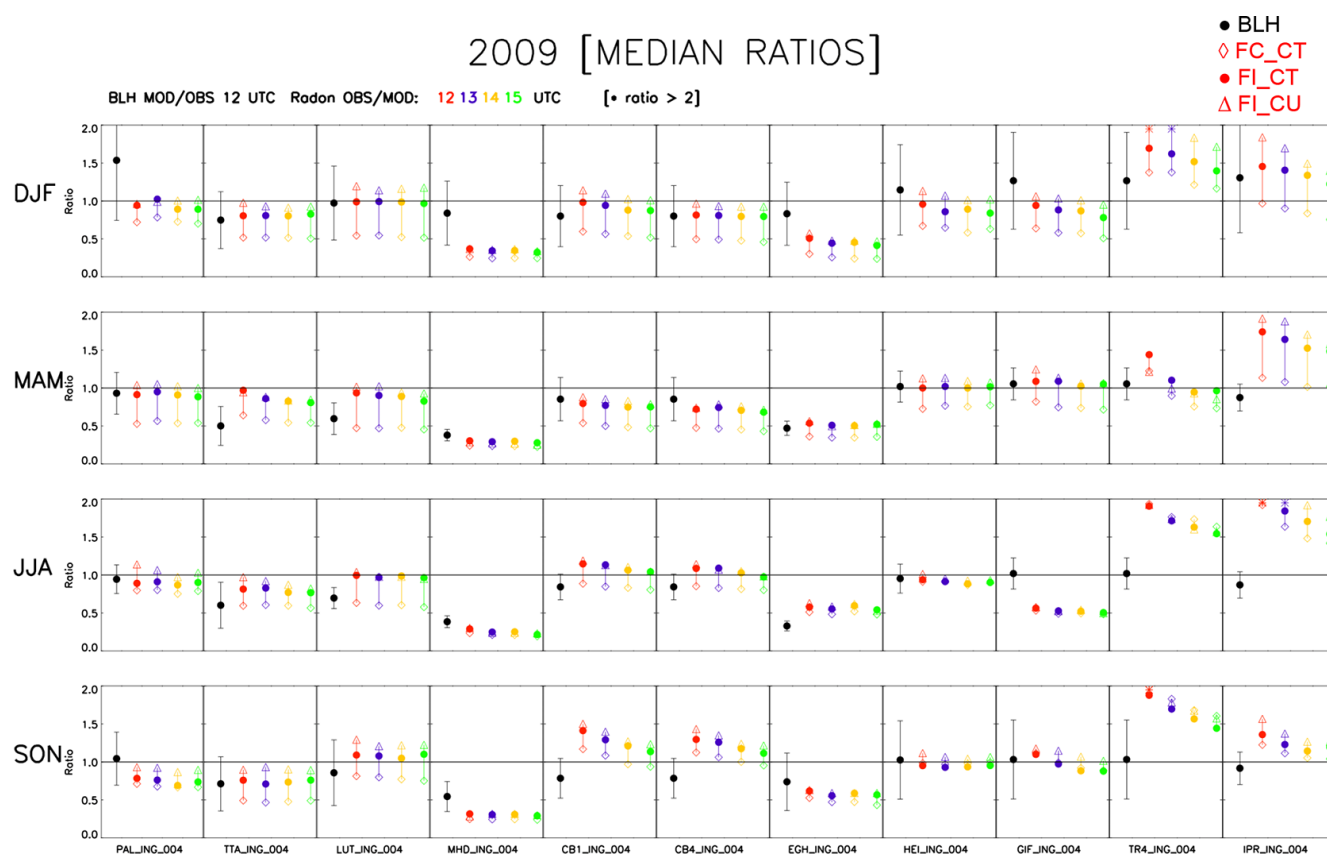 2009 [MEDIAN RATIOS]
BLH
FC_CT
FI_CT
FI_CU
BLH MOD/OBS 12 UTC Radon OBS/MOD: 12 13 14 15 UTC [• ratio > 2]
DJF
Ratio
2.0
1.5
1.0
0.5
0.0
MAM
Ratio
2.0
1.5
1.0
0.5
0.0
JJA
Ratio
2.0
1.5
1.0
0.5
0.0
SON
Ratio
2.0
1.5
1.0
0.5
0.0
PAL_ING_004 TTA_ING_004 LUT_ING_004 MHD_ING_004 CB1_ING_004 CB4_ING_004 EGH_ING_004 HEI_ING_004 GIF_ING_004 TR4_ING_004 IPR_ING_004